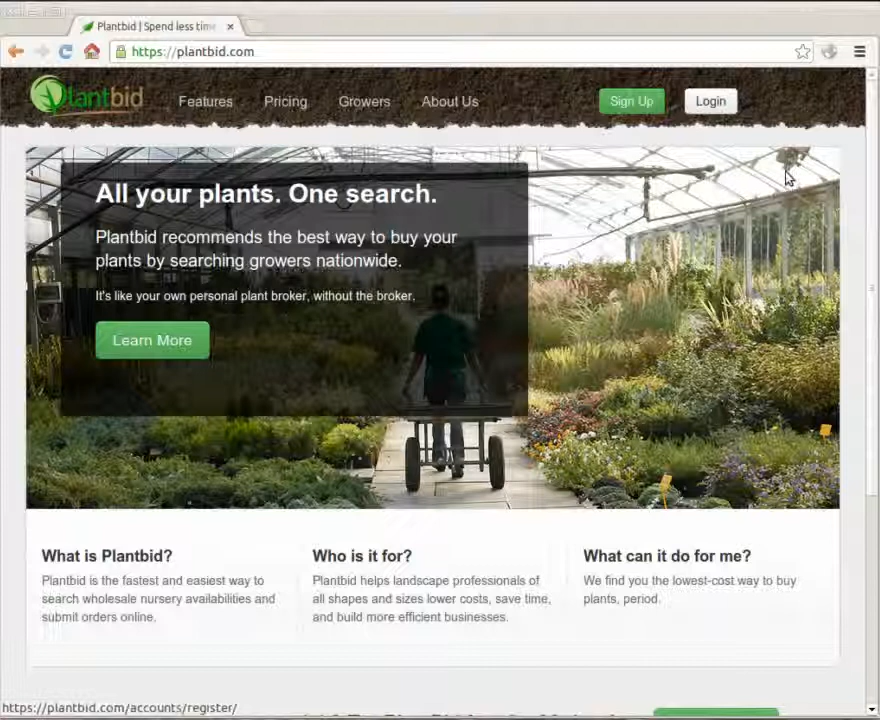 Plantbid | Spend less time
https://plantbid.com
Plantbid
Features
Pricing
Growers
About Us
Sign Up
Login
All your plants. One search.
Plantbid recommends the best way to buy your
plants by searching growers nationwide.
It's like your own personal plant broker, without the broker.
Learn More
What is Plantbid?
Plantbid is the fastest and easiest way to
search wholesale nursery availabilities and
submit orders online.
Who is it for?
Plantbid helps landscape professionals of
all shapes and sizes lower costs, save time,
and build more efficient businesses.
What can it do for me?
We find you the lowest-cost way to buy
plants, period.
https://plantbid.com/accounts/register/